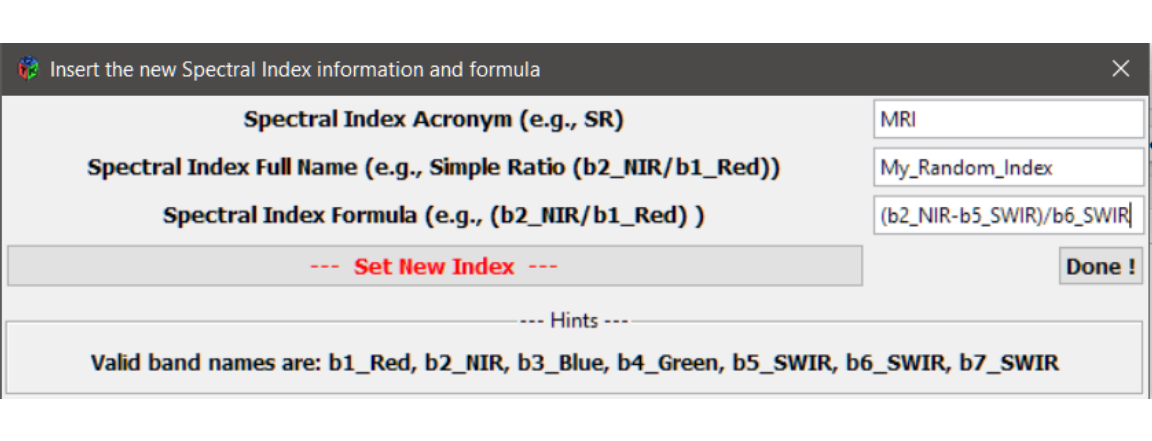 Insert the new Spectral Index information and formula
Spectral Index Acronym (e.g., SR) MRI
Spectral Index Full Name (e.g., Simple Ratio (b2_NIR/b1_Red)) My_Random_Index
Spectral Index Formula (e.g., (b2_NIR/b1_Red) ) (b2_NIR-b5_SWIR)/b6_SWIR
--- Set New Index --- Done !
--- Hints ---
Valid band names are: b1_Red, b2_NIR, b3_Blue, b4_Green, b5_SWIR, b6_SWIR, b7_SWIR